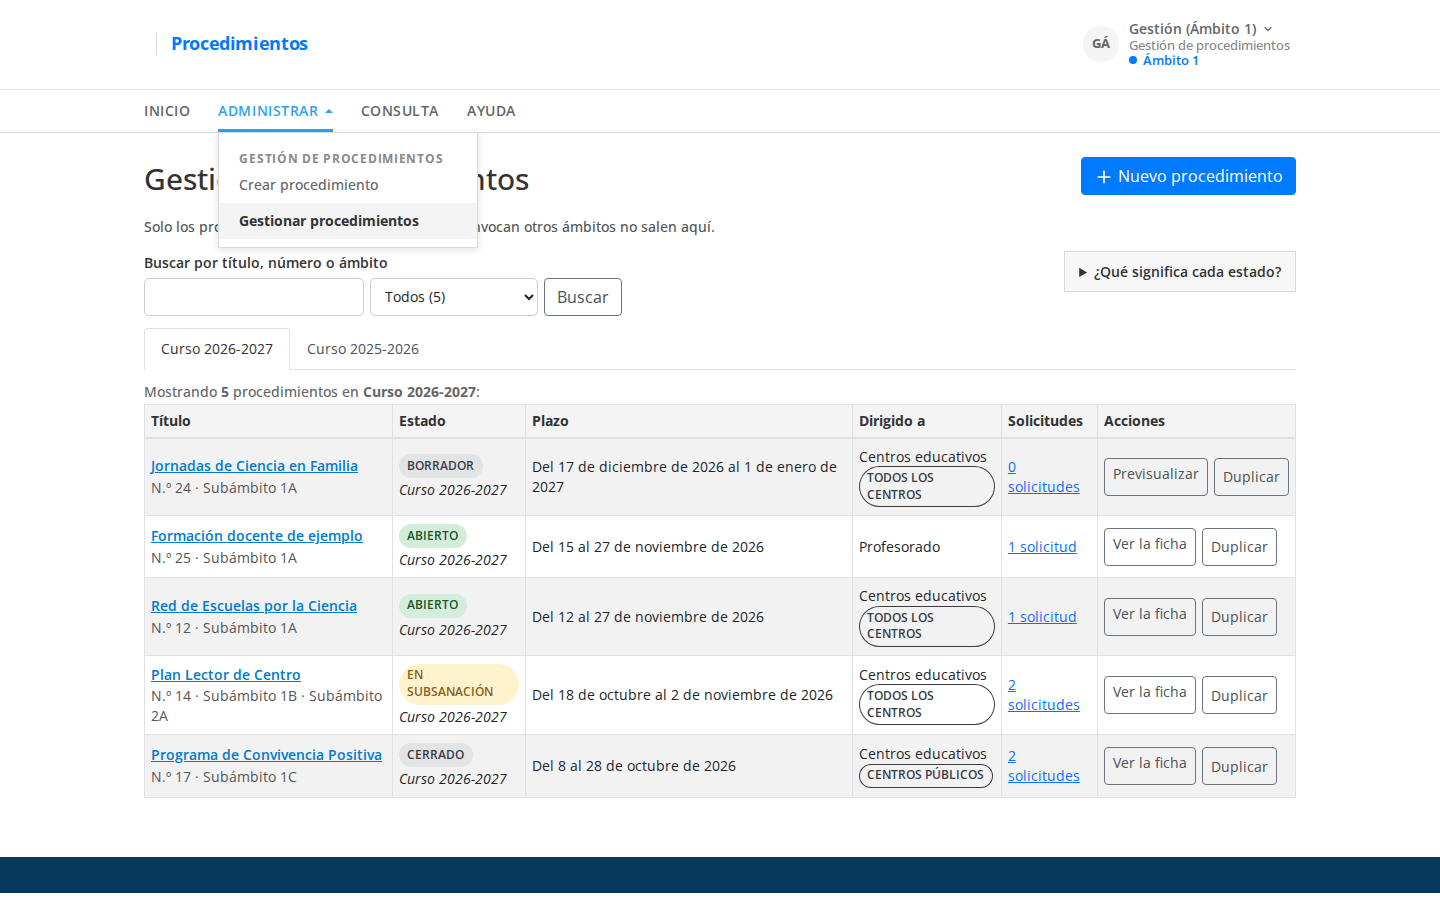 Procedimientos
GÁ
Gestión (Ámbito 1)
Gestión de procedimientos
Ámbito 1
INICIO
ADMINISTRAR
CONSULTA
AYUDA
GESTIÓN DE PROCEDIMIENTOS
Crear procedimiento
Gestionar procedimientos
Gesti
ntos
Nuevo procedimiento
Solo los pro
nvocan otros ámbitos no salen aquí.
Buscar por título, número o ámbito
Todos (5)
Buscar
¿Qué significa cada estado?
Curso 2026-2027
Curso 2025-2026
Mostrando 5 procedimientos en Curso 2026-2027:
Título
Estado
Plazo
Dirigido a
Solicitudes
Acciones
Jornadas de Ciencia en Familia
N.º 24 · Subámbito 1A
BORRADOR
Curso 2026-2027
Del 17 de diciembre de 2026 al 1 de enero de
2027
Centros educativos
TODOS LOS
CENTROS
0
solicitudes
Previsualizar
Duplicar
Formación docente de ejemplo
N.º 25 · Subámbito 1A
ABIERTO
Curso 2026-2027
Del 15 al 27 de noviembre de 2026
Profesorado
1 solicitud
Ver la ficha
Duplicar
Red de Escuelas por la Ciencia
N.º 12 · Subámbito 1A
ABIERTO
Curso 2026-2027
Del 12 al 27 de noviembre de 2026
Centros educativos
TODOS LOS
CENTROS
1 solicitud
Ver la ficha
Duplicar
Plan Lector de Centro
N.º 14 · Subámbito 1B · Subámbito
2A
EN
SUBSANACIÓN
Curso 2026-2027
Del 18 de octubre al 2 de noviembre de 2026
Centros educativos
TODOS LOS
CENTROS
2
solicitudes
Ver la ficha
Duplicar
Programa de Convivencia Positiva
N.º 17 · Subámbito 1C
CERRADO
Curso 2026-2027
Del 8 al 28 de octubre de 2026
Centros educativos
CENTROS PÚBLICOS
2
solicitudes
Ver la ficha
Duplicar